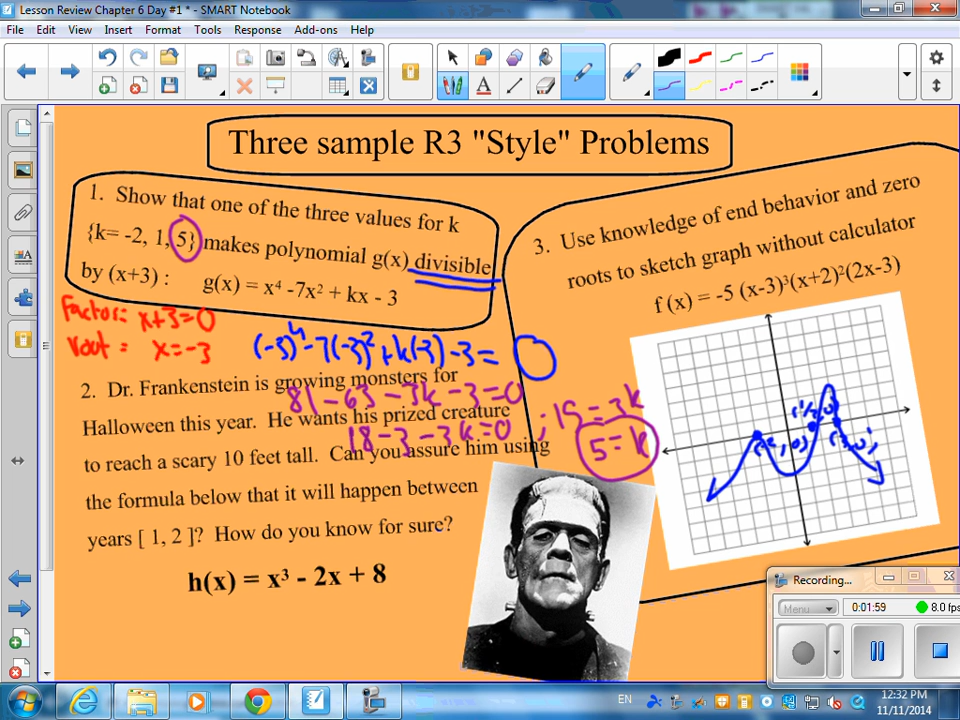 Lesson Review Chapter 6 Day #1 * - SMART Notebook
File Edit View Insert Format Tools Response Add-ons Help
Three sample R3 "Style" Problems
1. Show that one of the three values for k
{k= -2, 1, 5} makes polynomial g(x) divisible
by (x+3) : g(x) = x⁴ -7x² + kx - 3
Factor: x+3=0
x=-3
(-3)⁴-7(-3)²+k(-3)-3= 0
81-63-3k-3=0
18-3-3k=0
; 15=3k
5=k
2. Dr. Frankenstein is growing monsters for
Halloween this year. He wants his prized creature
to reach a scary 10 feet tall. Can you assure him using
the formula below that it will happen between
years [ 1, 2 ]? How do you know for sure?
h(x) = x³ - 2x + 8
3. Use knowledge of end behavior and zero
roots to sketch graph without calculator
f (x) = -5 (x-3)³(x+2)²(2x-3)
Recording...
Menu
0:01:59
8.0 fps
EN
12:32 PM
11/11/2014